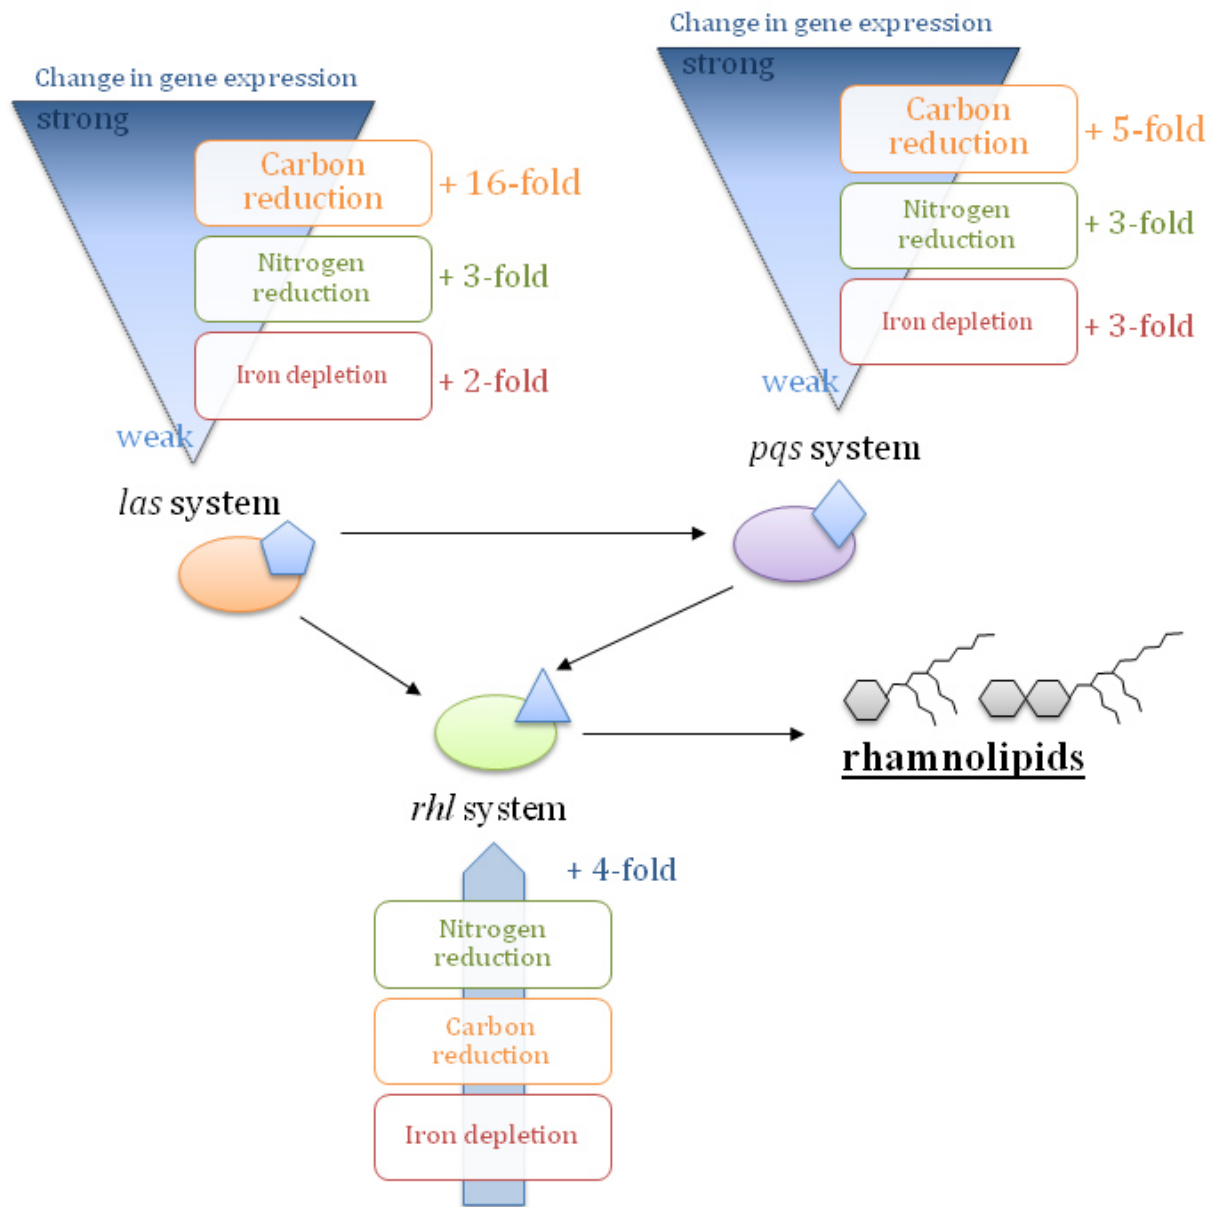 Change in gene expression
strong
Carbon
reduction
+ 16-fold
Nitrogen
reduction
+ 3-fold
Iron depletion
+ 2-fold
weak
las system
Change in gene expression
strong
Carbon
reduction
+ 5-fold
Nitrogen
reduction
+ 3-fold
Iron depletion
+ 3-fold
weak
pqs system
rhamnolipids
rhl system
+ 4-fold
Nitrogen
reduction
Carbon
reduction
Iron depletion